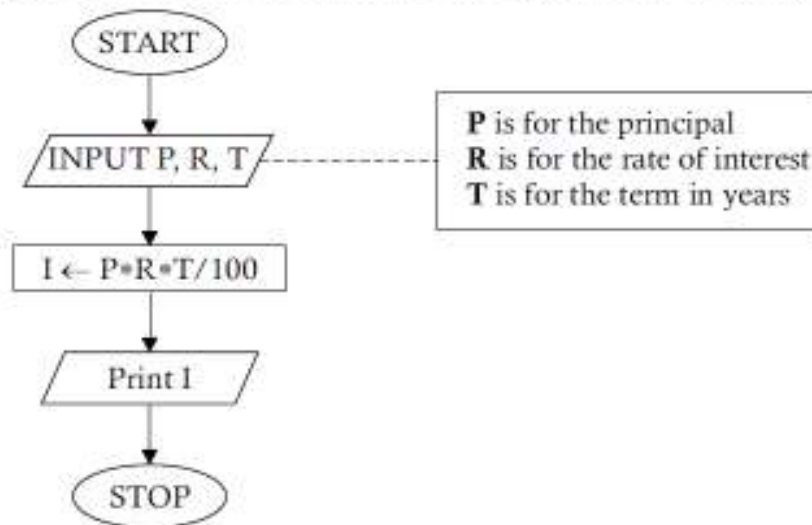 START
INPUT P, R, T
P is for the principal
R is for the rate of interest
T is for the term in years
I ← P*R*T/100
Print I
STOP